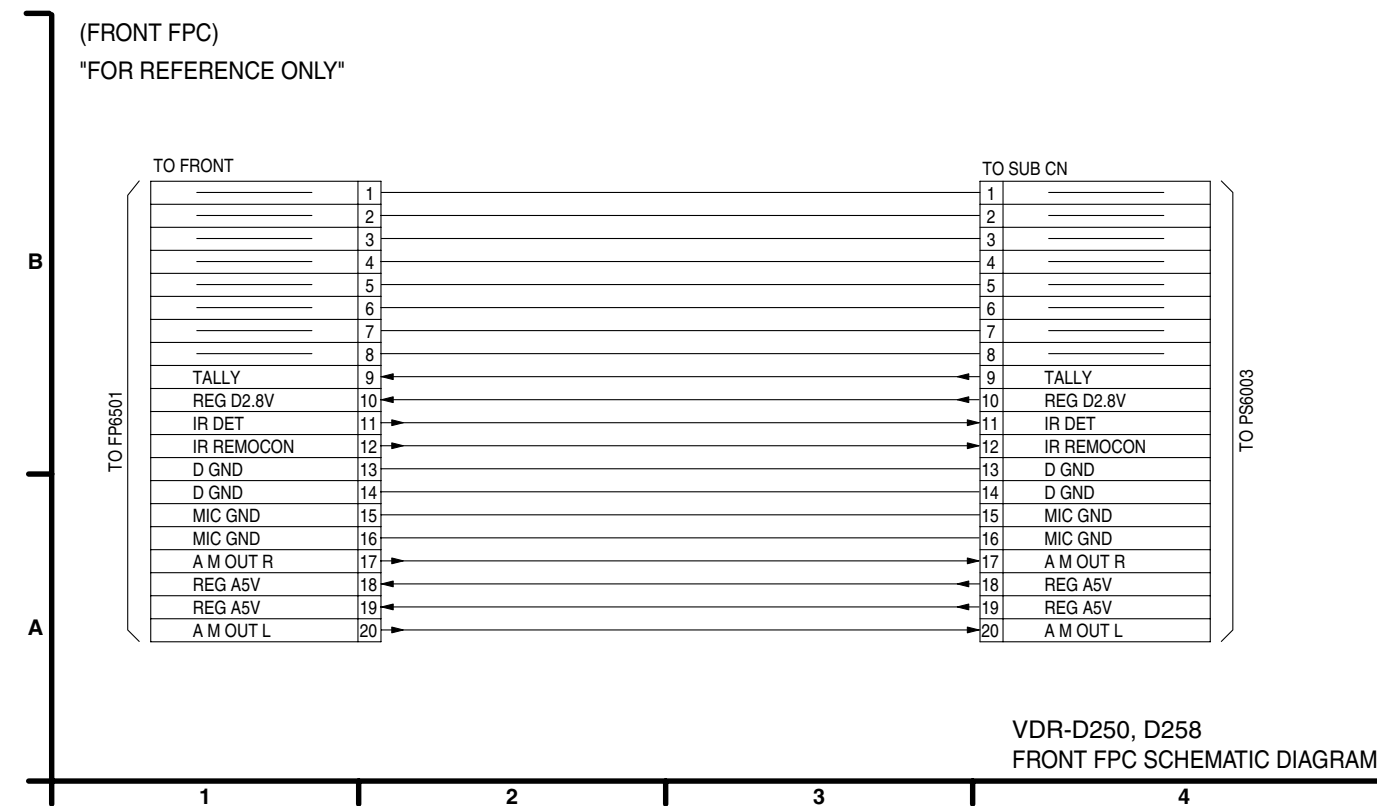 (FRONT FPC)
"FOR REFERENCE ONLY"
TO FRONT
TO SUB CN
1 1
2 2
3 3
B
4 4
5 5
6 6
7 7
8 8
TALLY 9 9 TALLY
REG D2.8V 10 10 REG D2.8V
IR DET 11 11 IR DET
IR REMOCON 12 12 IR REMOCON
D GND 13 13 D GND
D GND 14 14 D GND
MIC GND 15 15 MIC GND
MIC GND 16 16 MIC GND
A M OUT R 17 17 A M OUT R
REG A5V 18 18 REG A5V
REG A5V 19 19 REG A5V
A
A M OUT L 20 20 A M OUT L
TO FP6501
TO PS6003
VDR-D250, D258
FRONT FPC SCHEMATIC DIAGRAM
1 2 3 4